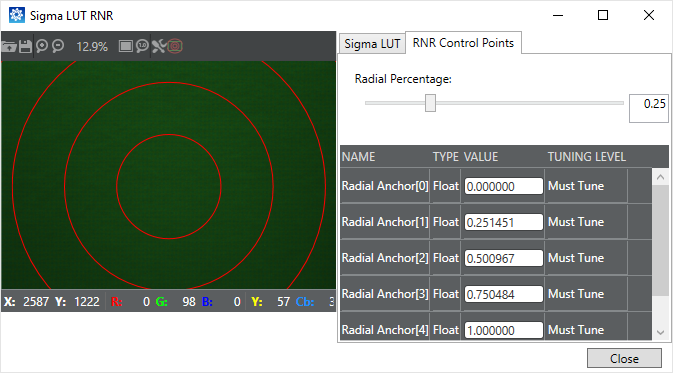 Sigma LUT RNR
12.9%
1:1
Sigma LUT
RNR Control Points
Radial Percentage:
0.25
NAME TYPE VALUE TUNING LEVEL
Radial Anchor[0] Float 0.000000 Must Tune
Radial Anchor[1] Float 0.251451 Must Tune
Radial Anchor[2] Float 0.500967 Must Tune
Radial Anchor[3] Float 0.750484 Must Tune
Radial Anchor[4] Float 1.000000 Must Tune
X: 2587 Y: 1222 R: 0 G: 98 B: 0 Y: 57 Cb: 3
Close